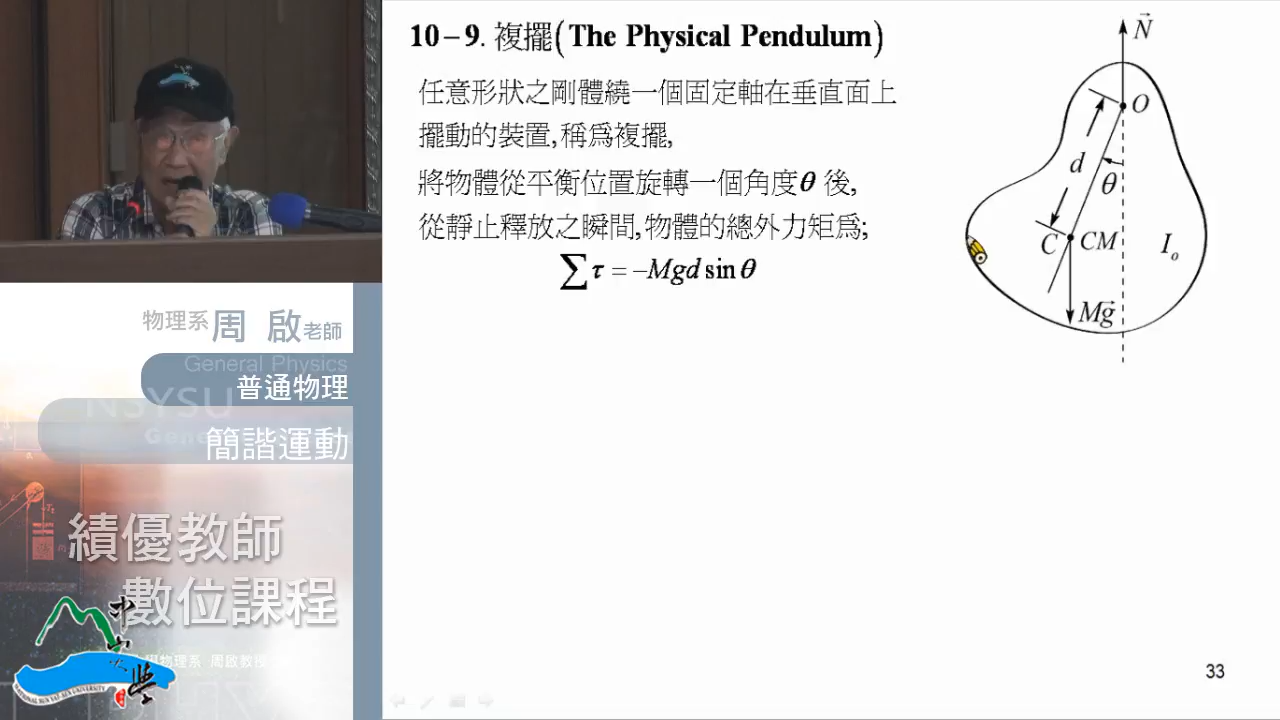 10－9. 複擺(The Physical Pendulum)
任意形狀之剛體繞一個固定軸在垂直面上
擺動的裝置,稱爲複擺,
將物體從平衡位置旋轉一個角度θ 後,
從靜止釋放之瞬間,物體的總外力矩爲;
∑τ = −Mgd sin θ
N⃗
O
d
θ
C CM
I₀
Mg⃗
物理系 周 啟 老師
General Physics
普通物理
NSYSU
簡諧運動
績優教師
數位課程
33